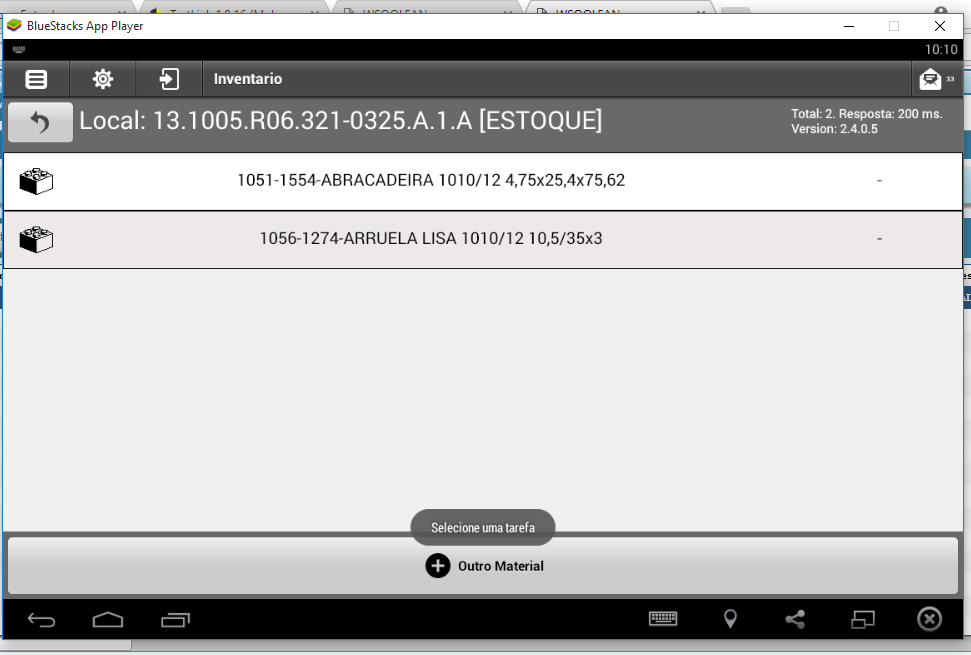 BlueStacks App Player
10:10
Inventario
33
Local: 13.1005.R06.321-0325.A.1.A [ESTOQUE]
Total: 2. Resposta: 200 ms.
Version: 2.4.0.5
1051-1554-ABRACADEIRA 1010/12 4,75x25,4x75,62
-
1056-1274-ARRUELA LISA 1010/12 10,5/35x3
-
Selecione uma tarefa
Outro Material